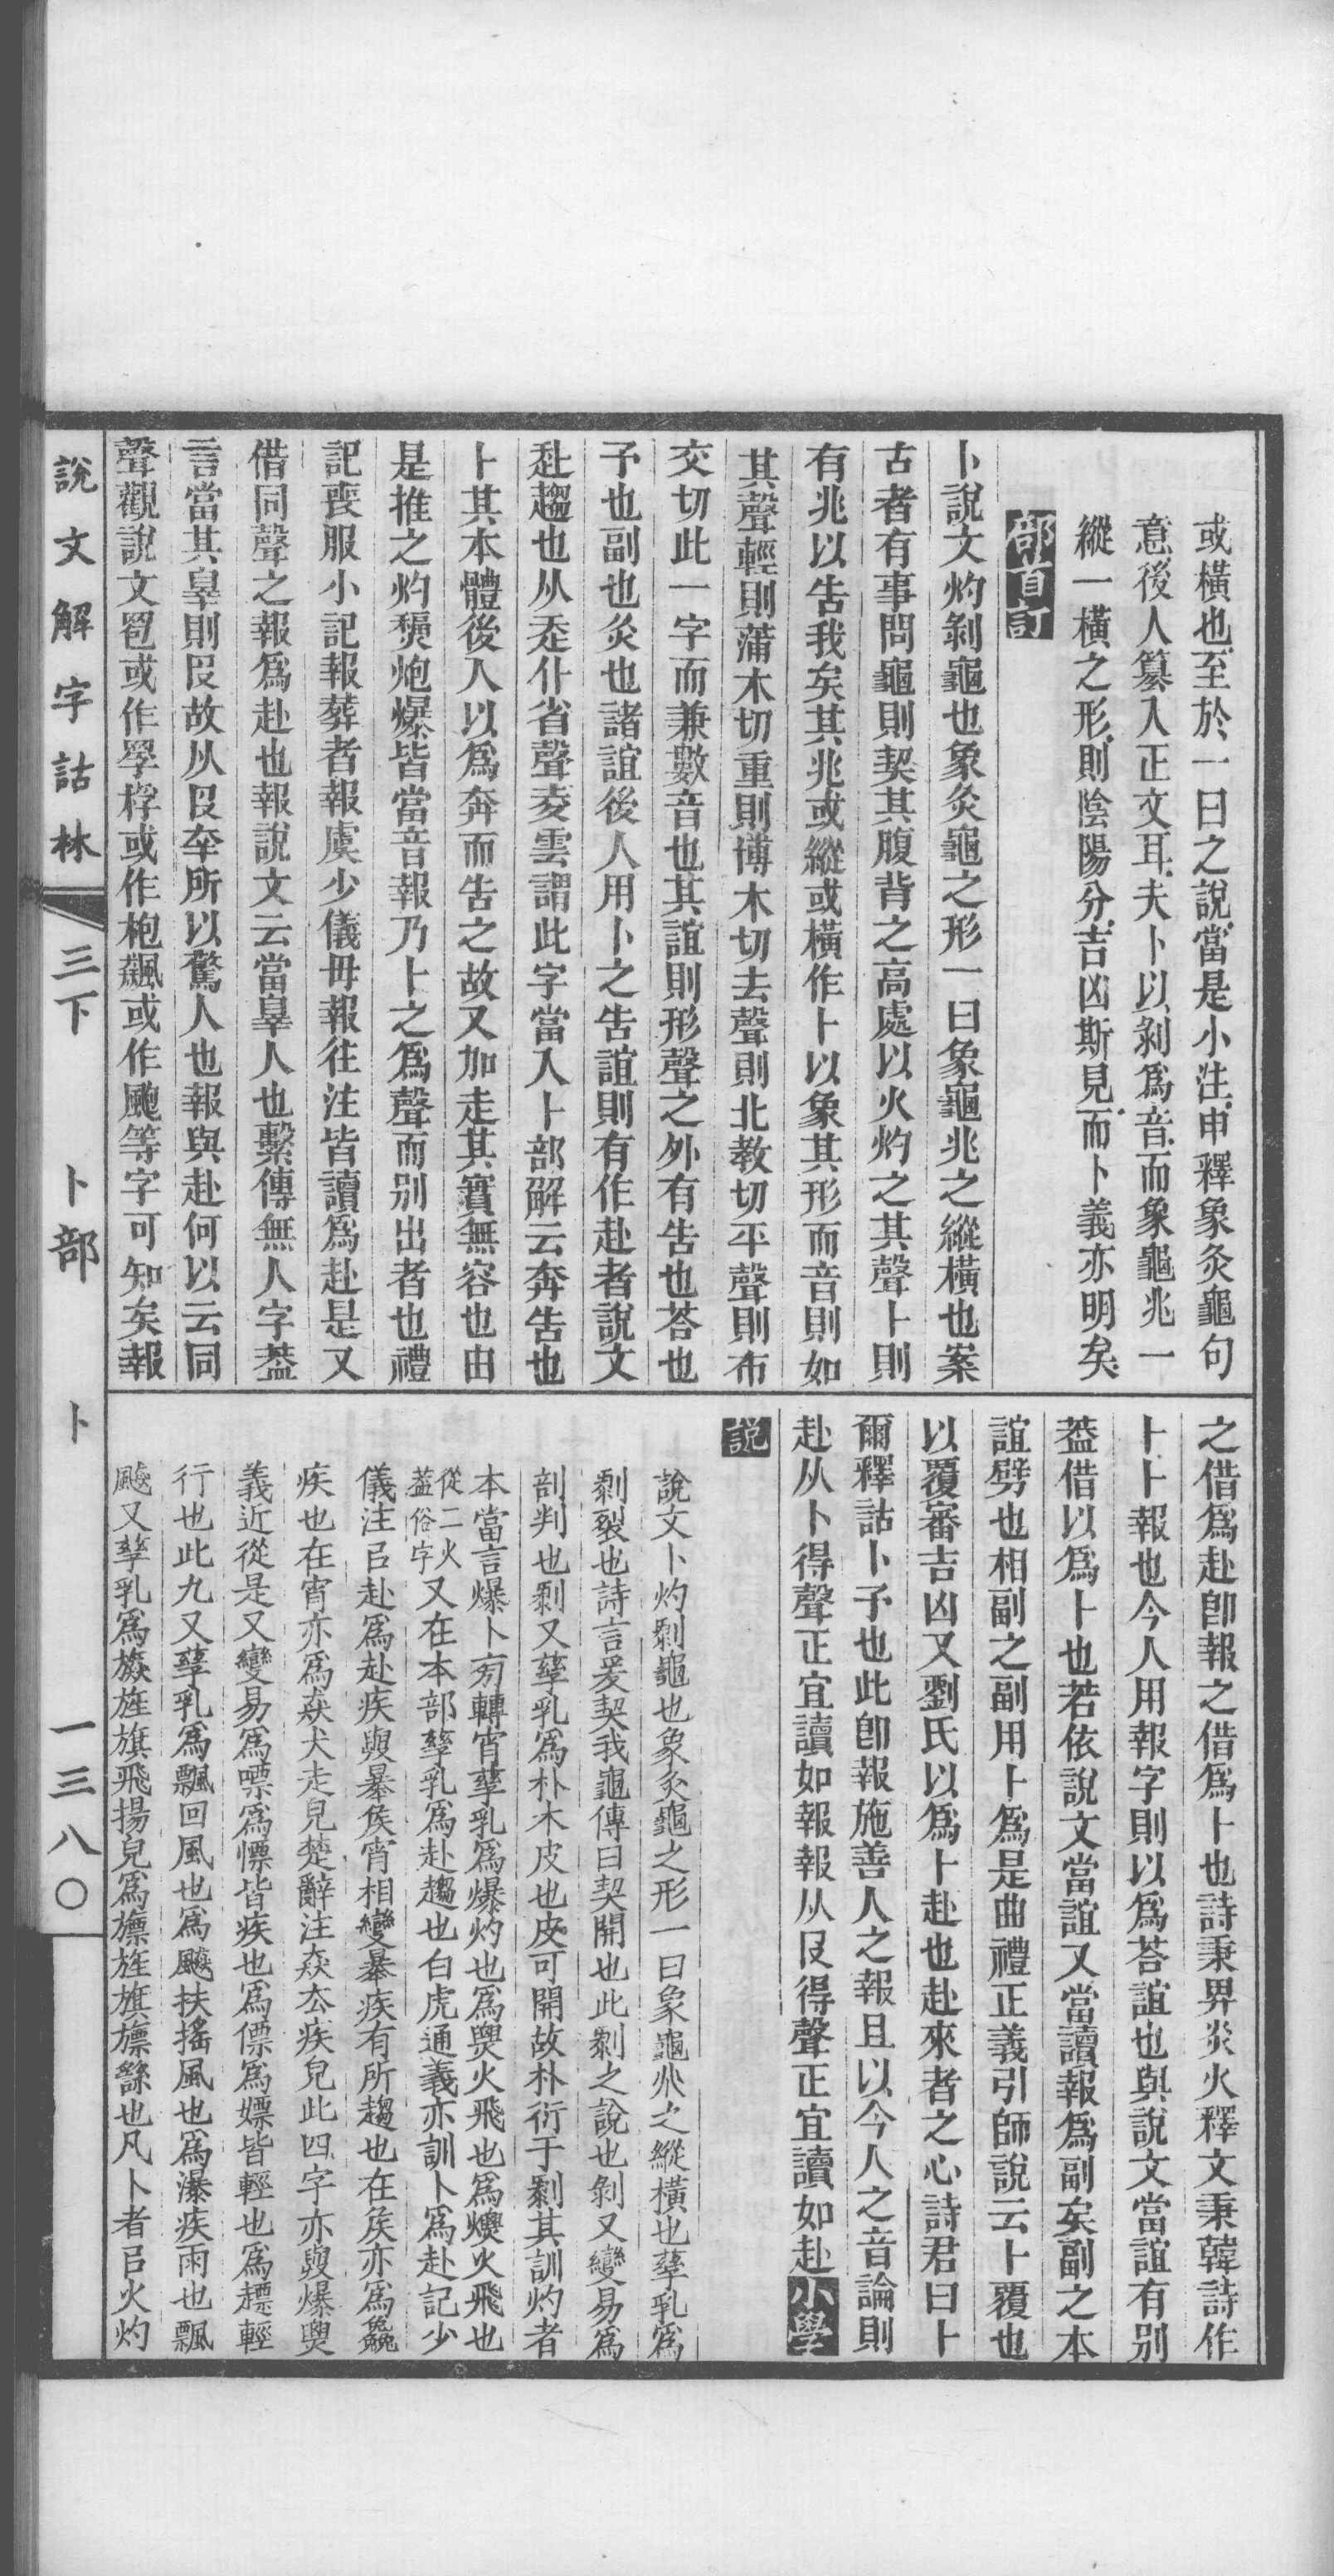 或橫也至於一曰之說當是小注申釋象灸龜句
意後人纂入正文耳夫卜以剝爲音而象龜兆一
縱一橫之形則陰陽分吉凶斯見而卜義亦明矣
部首訂
卜說文灼剝龜也象灸龜之形一曰象龜兆之縱橫也案
古者有事問龜則契其腹背之高處以火灼之其聲卜則
有兆以告我矣其兆或縱或橫作卜以象其形而音則如
其聲輕則蒲木切重則博木切去聲則北敎切平聲則布
交切此一字而兼數音也其誼則形聲之外有告也荅也
予也副也灸也諸誼後人用卜之告誼則有作赴者說文
赴趨也从走仆省聲夌雲謂此字當入卜部解云奔告也
卜其本體後人以爲奔而告之故又加走其實無容也由
是推之灼㷶炮爆皆當音報乃卜之爲聲而别出者也禮
記喪服小記報葬者報虞少儀毋報往注皆讀爲赴是又
借同聲之報爲赴也報說文云當辠人也繫傳無人字葢
言當其辠則𠬝故从𠬝㚔所以驚人也報與赴何以云同
聲觀說文罦或作罦桴或作枹飆或作颮等字可知矣報
之借爲赴卽報之借爲卜也詩秉畀炎火釋文秉韓詩作
卜卜報也今人用報字則以爲荅誼也與說文當誼有别
葢借以爲卜也若依說文當誼又當讀報爲副矣副之本
誼劈也相副之副用卜爲是曲禮正義引師說云卜覆也
以覆審吉凶又劉氏以爲卜赴也赴來者之心詩君曰卜
爾釋詁卜予也此卽報施善人之報且以今人之音論則
赴从卜得聲正宜讀如報報从𠬝得聲正宜讀如赴小學
說
說文卜灼剝龜也象灸龜之形一曰象龜兆之縱橫也孳乳爲
剝裂也詩言爰契我龜傳曰契開也此剝之說也剝又變易爲
剖判也剝又孳乳爲朴木皮也皮可開故朴衍于剝其訓灼者
本當言爆卜旁轉宵孳乳爲爆灼也爲㷼火飛也爲熛火飛也
從二火葢俗字又在本部孳乳爲赴趨也白虎通義亦訓卜爲赴記少
儀注㠯赴爲赴疾㚔暴矦宵相變暴疾有所趨也在矦亦爲㲋
疾也在宵亦爲猋犬走皃楚辭注猋厺疾皃此四字亦㚔爆㷼
義近從是又變易爲嘌爲慓皆疾也爲僄爲嫖皆輕也爲趮輕
行也此九又孳乳爲飄回風也爲飇扶搖風也爲瀑疾雨也飄
飇又孳乳爲旚旌旗飛揚皃爲旚旌旗旚䌛也凡卜者㠯火灼
說文解字詁林
三下
卜部
卜
一三八〇